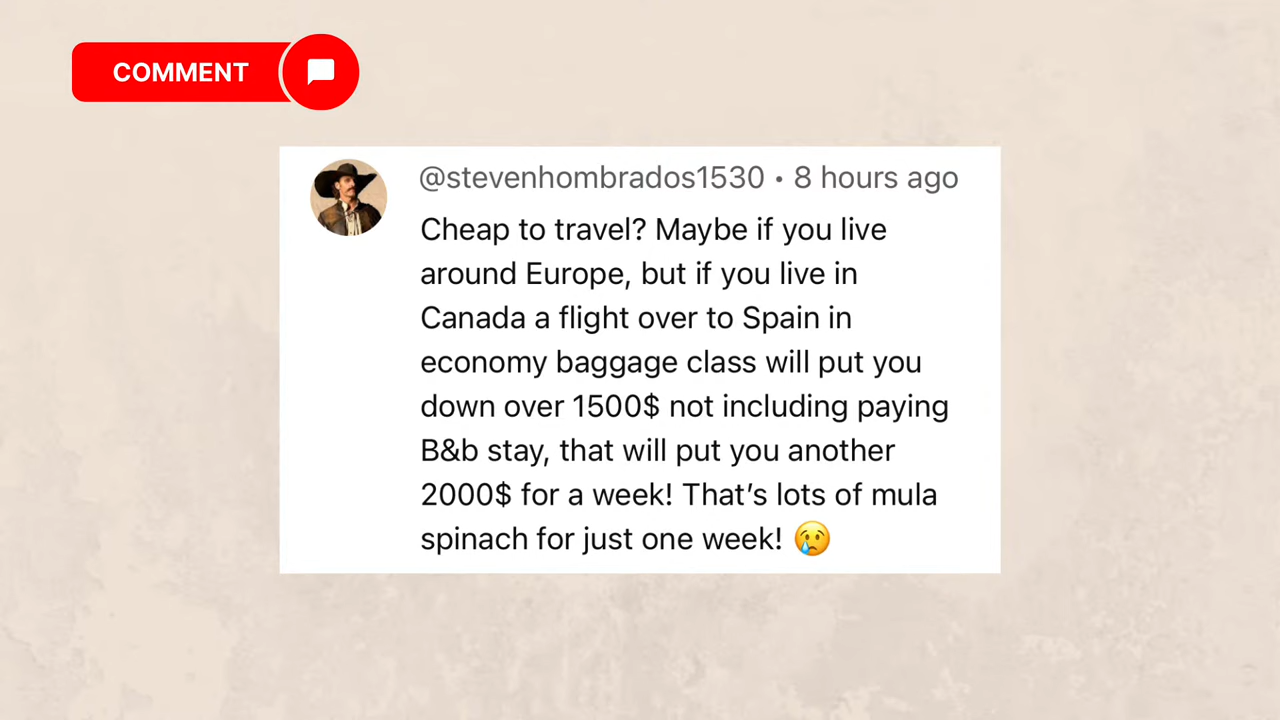 COMMENT
@stevenhombrados1530 • 8 hours ago
Cheap to travel? Maybe if you live
around Europe, but if you live in
Canada a flight over to Spain in
economy baggage class will put you
down over 1500$ not including paying
B&b stay, that will put you another
2000$ for a week! That’s lots of mula
spinach for just one week! 😢